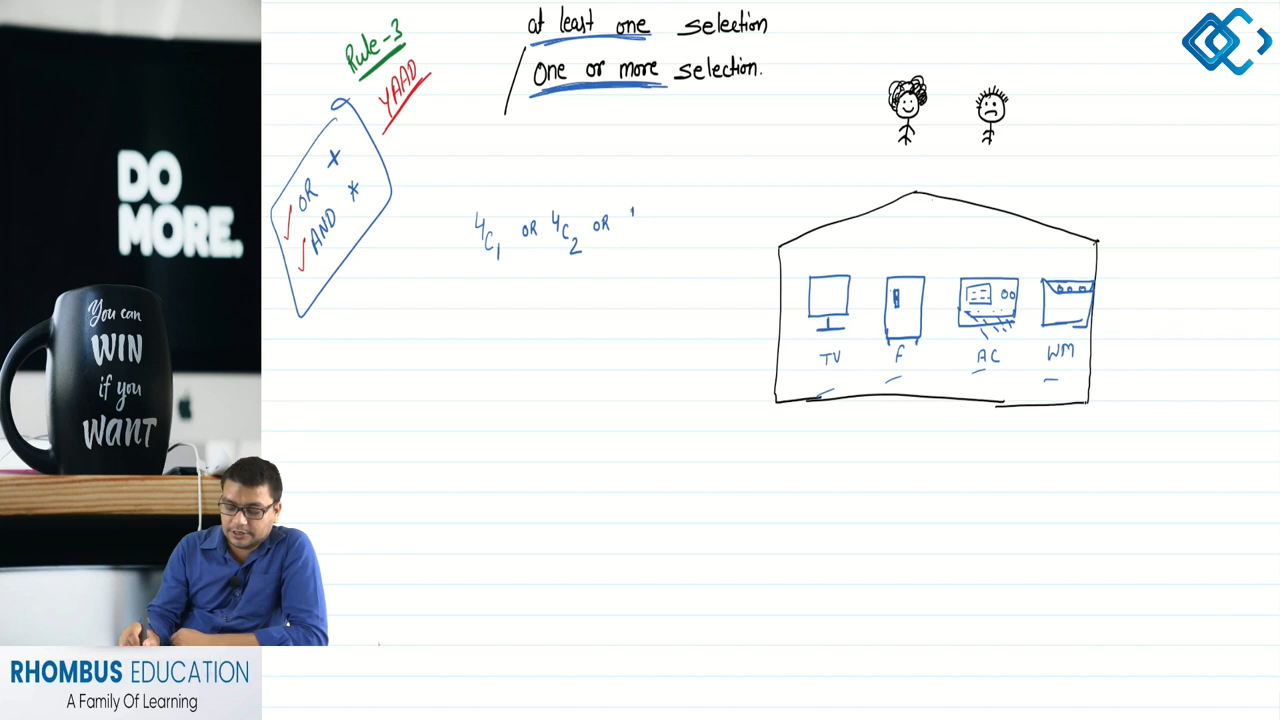 at least one selection
One or more selection.
Rule-3
YAAD
OR
AND
4C1 OR 4C2 OR
TV F AC WM
DO
MORE.
You can
WIN
if you
want
RHOMBUS EDUCATION
A Family Of Learning